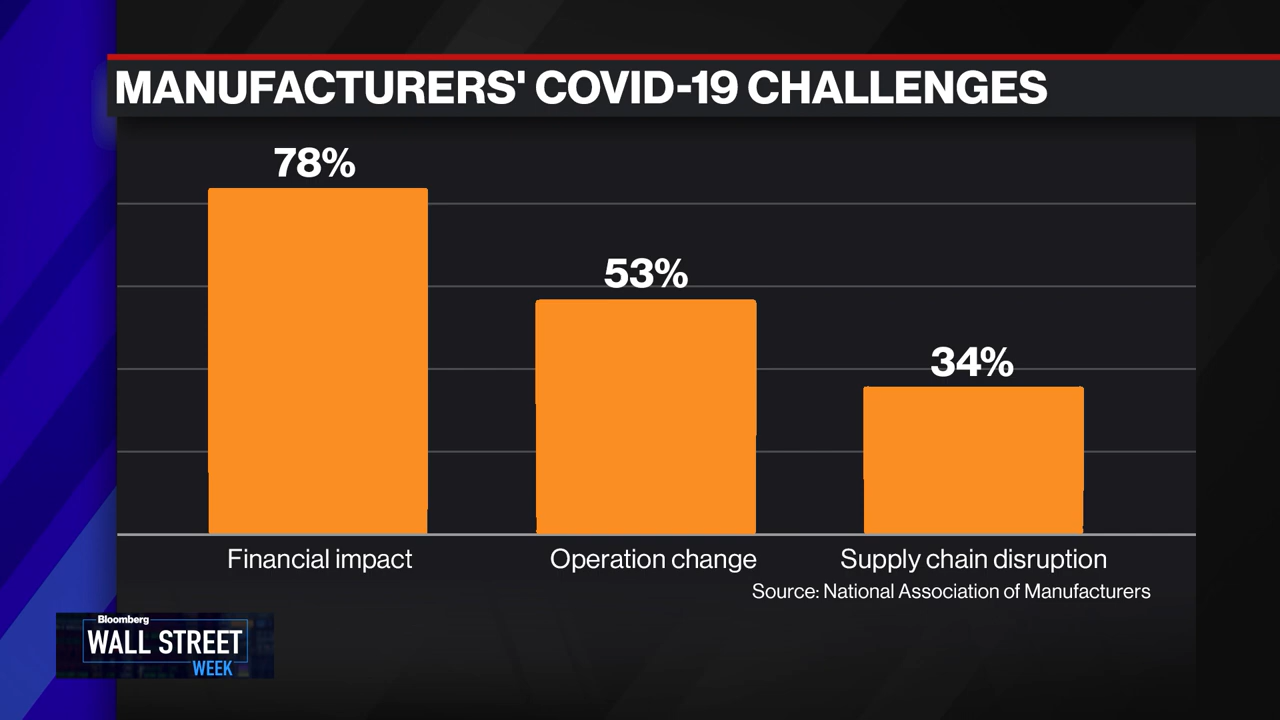 MANUFACTURERS' COVID-19 CHALLENGES
78%
53%
34%
Financial impact
Operation change
Supply chain disruption
Source: National Association of Manufacturers
Bloomberg
WALL STREET
WEEK